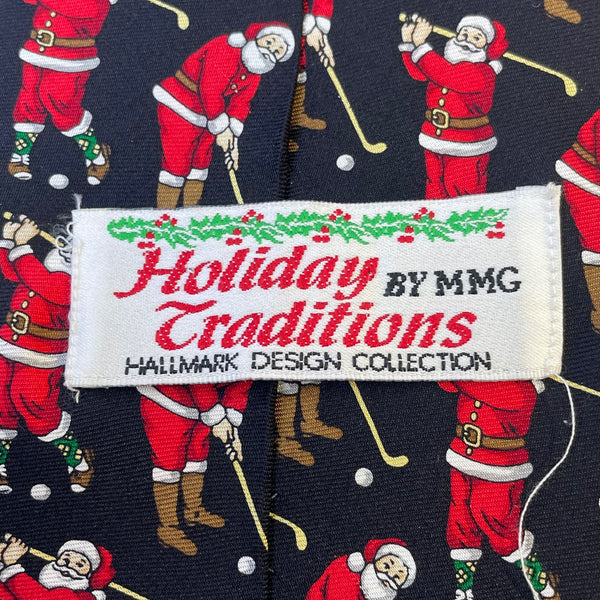 Holiday BY MMG
Traditions
HALLMARK DESIGN COLLECTION